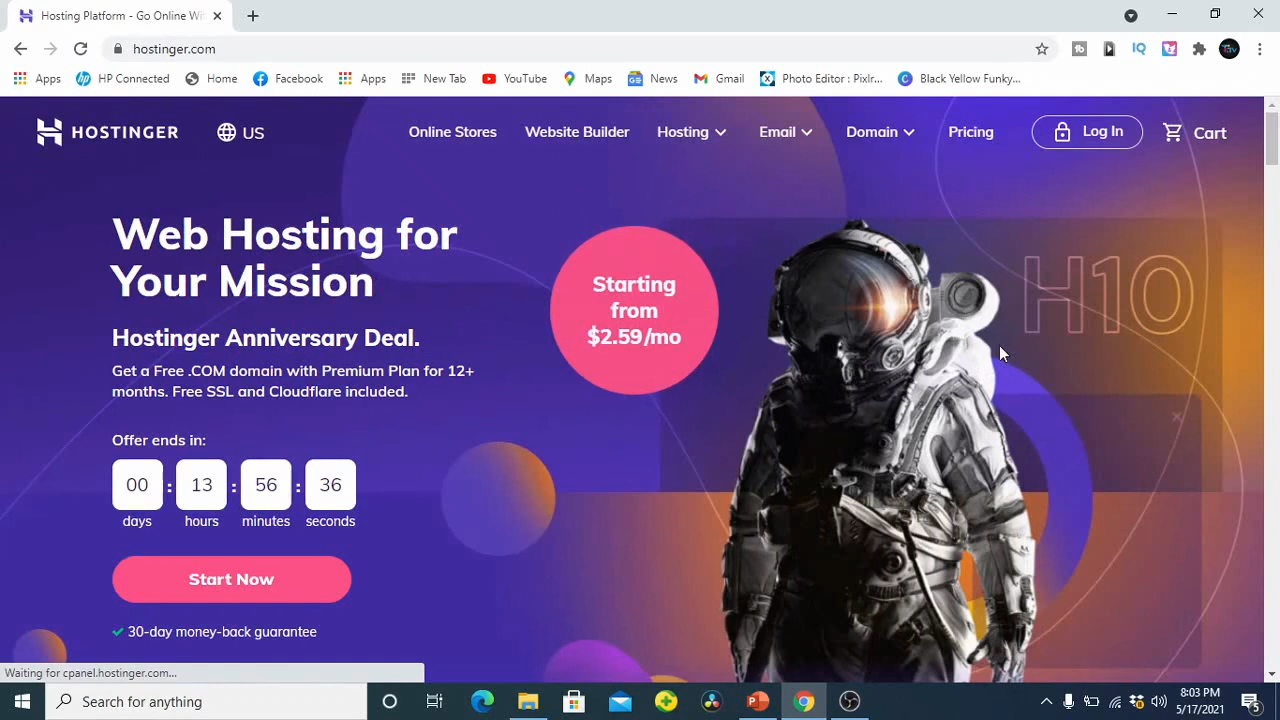 Hosting Platform - Go Online Wi
hostinger.com
Apps HP Connected Home Facebook Apps New Tab YouTube Maps News Gmail Photo Editor : Pixlr... Black Yellow Funky...
HOSTINGER US Online Stores Website Builder Hosting Email Domain Pricing Log In Cart
Web Hosting for
Your Mission
Starting
from
$2.59/mo
H10
Hostinger Anniversary Deal.
Get a Free .COM domain with Premium Plan for 12+
months. Free SSL and Cloudflare included.
Offer ends in:
00 : 13 : 56 : 36
days hours minutes seconds
Start Now
30-day money-back guarantee
Waiting for cpanel.hostinger.com...
Search for anything
8:03 PM
5/17/2021
5